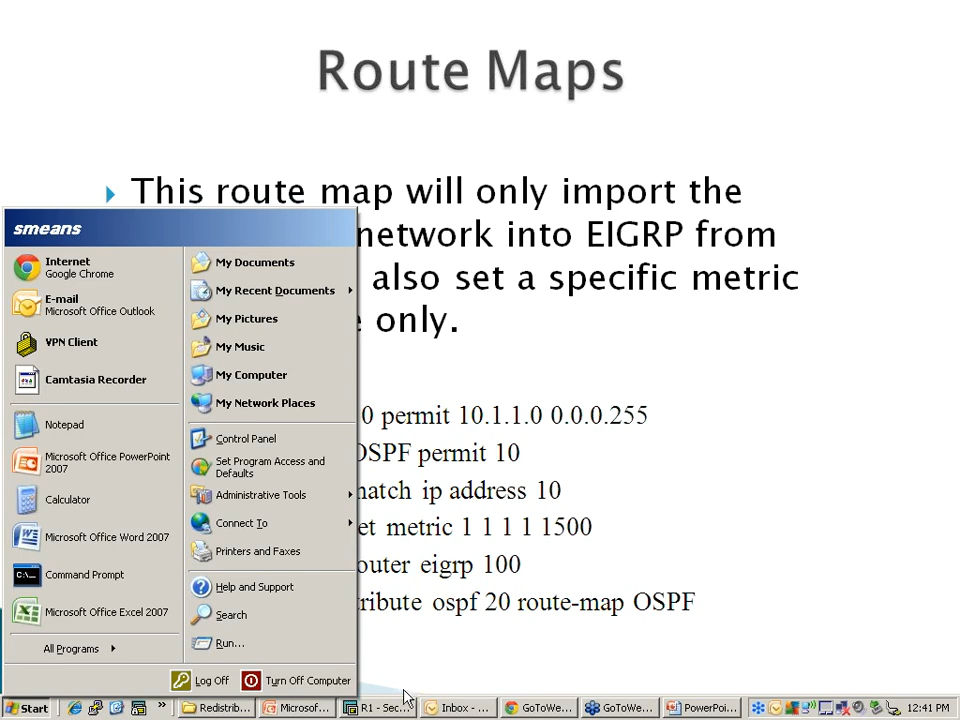 Route Maps
This route map will only import the
network into EIGRP from
also set a specific metric
only.
0 permit 10.1.1.0 0.0.0.255
OSPF permit 10
match ip address 10
set metric 1 1 1 1 1500
router eigrp 100
ospf 20 route-map OSPF
smeans
Internet
Google Chrome
E-mail
Microsoft Office Outlook
VPN Client
Camtasia Recorder
Notepad
Microsoft Office PowerPoint
2007
Calculator
Microsoft Office Word 2007
Command Prompt
Microsoft Office Excel 2007
All Programs
My Documents
My Recent Documents
My Pictures
My Music
My Computer
My Network Places
Control Panel
Set Program Access and
Defaults
Administrative Tools
Connect To
Printers and Faxes
Help and Support
Search
Run...
Log Off
Turn Off Computer
Start
Redistrib...
Microsof...
R1 - Sec...
Inbox - ...
GoToWe...
GoToWe...
PowerPoi...
12:41 PM